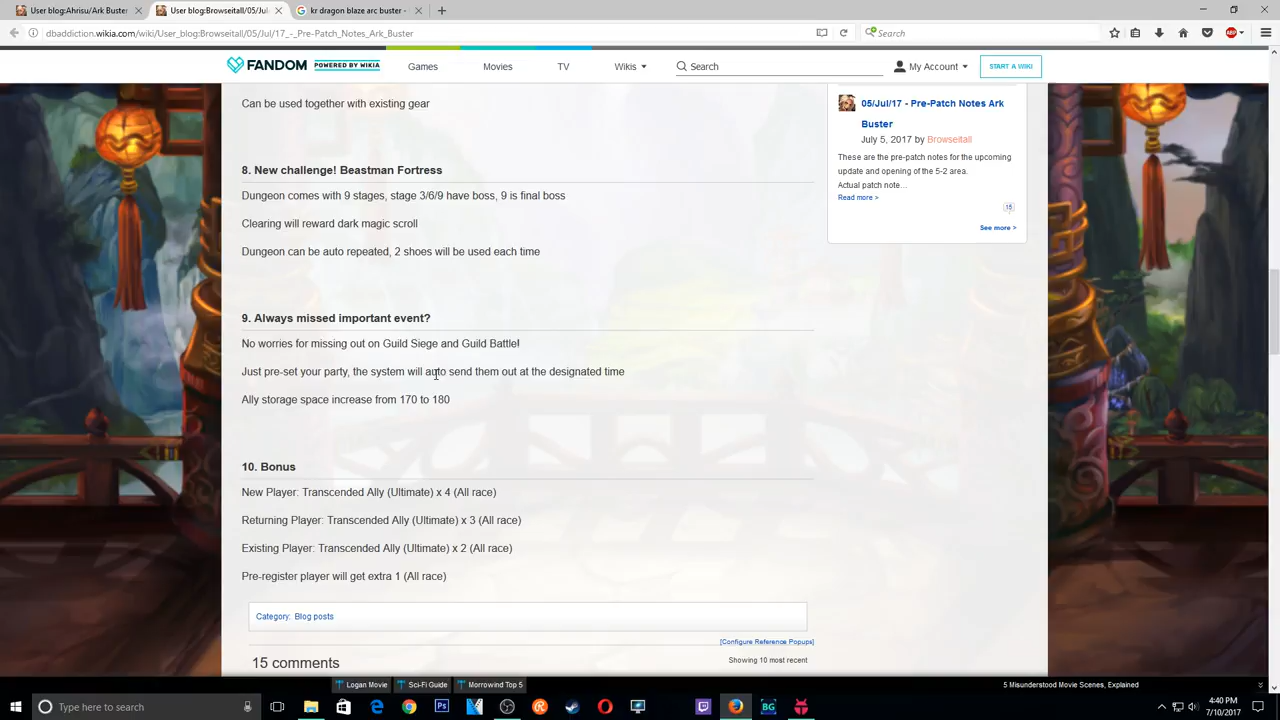 User blog:Ahrisu/Ark Buster
User blog:Browseitall/05/Jul
kr dragon blaze arc buster -
dbaddiction.wikia.com/wiki/User_blog:Browseitall/05/Jul/17_-_Pre-Patch_Notes_Ark_Buster
Search
ABP
FANDOM POWERED BY WIKIA
Games
Movies
TV
Wikis
Search
My Account
START A WIKI
Can be used together with existing gear
8. New challenge! Beastman Fortress
Dungeon comes with 9 stages, stage 3/6/9 have boss, 9 is final boss
Clearing will reward dark magic scroll
Dungeon can be auto repeated, 2 shoes will be used each time
9. Always missed important event?
No worries for missing out on Guild Siege and Guild Battle!
Just pre-set your party, the system will auto send them out at the designated time
Ally storage space increase from 170 to 180
10. Bonus
New Player: Transcended Ally (Ultimate) x 4 (All race)
Returning Player: Transcended Ally (Ultimate) x 3 (All race)
Existing Player: Transcended Ally (Ultimate) x 2 (All race)
Pre-register player will get extra 1 (All race)
Category: Blog posts
[Configure Reference Popups]
15 comments
Showing 10 most recent
05/Jul/17 - Pre-Patch Notes Ark
Buster
July 5, 2017 by Browseitall
These are the pre-patch notes for the upcoming
update and opening of the 5-2 area.
Actual patch note...
Read more >
15
See more >
Logan Movie
Sci-Fi Guide
Morrowind Top 5
5 Misunderstood Movie Scenes, Explained
Type here to search
Ps
BG
4:40 PM
7/10/2017